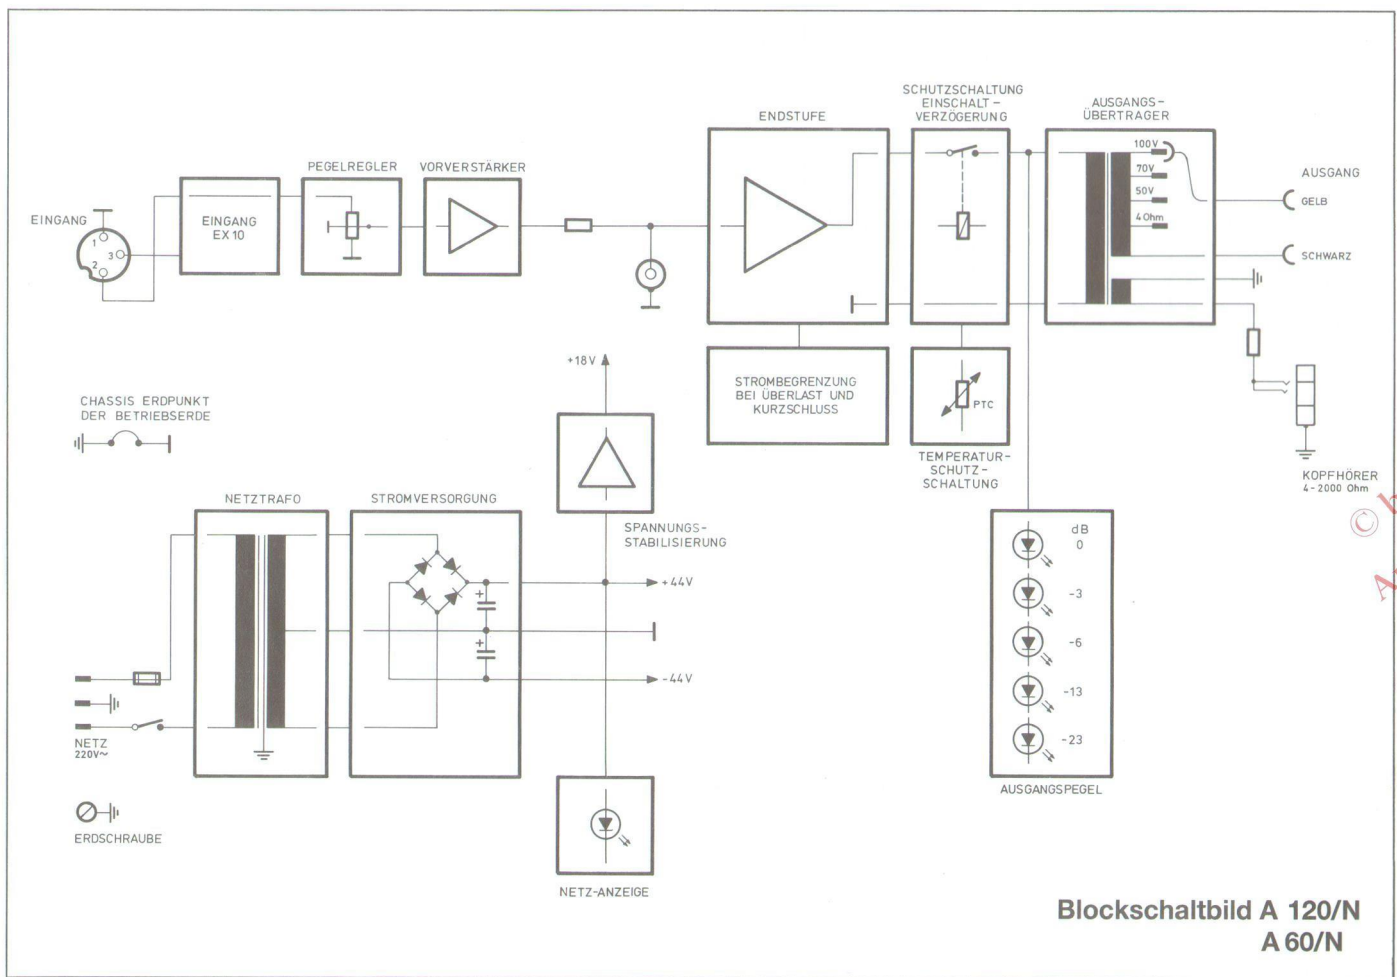 SCHUTZSCHALTUNG
EINSCHALT-
VERZÖGERUNG
AUSGANGS-
ÜBERTRAGER
ENDSTUFE
PEGELREGLER
VORVERSTÄRKER
EINGANG
1
2
3
EINGANG
EX 10
100V
70V
50V
4 Ohm
AUSGANG
GELB
SCHWARZ
STROMBEGRENZUNG
BEI ÜBERLAST UND
KURZSCHLUSS
PTC
TEMPERATUR-
SCHUTZ-
SCHALTUNG
KOPFHÖRER
4-2000 Ohm
+18V
CHASSIS ERDPUNKT
DER BETRIEBSERDE
NETZTRAFO
STROMVERSORGUNG
SPANNUNGS-
STABILISIERUNG
+
+
+44V
-44V
NETZ
220V~
ERDSCHRAUBE
NETZ-ANZEIGE
dB
0
-3
-6
-13
-23
AUSGANGSPEGEL
Blockschaltbild A 120/N
A 60/N
©